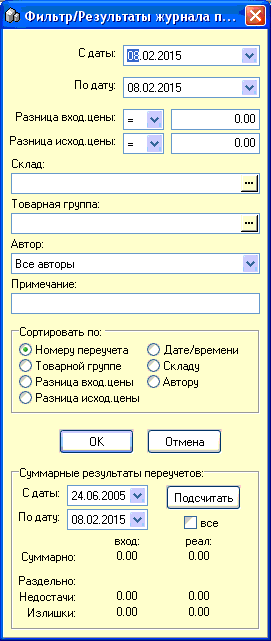 Фильтр/Результаты журнала п...
С даты: 08.02.2015
По дату: 08.02.2015
Разница вход.цены: = 0.00
Разница исход.цены: = 0.00
Склад:
...
Товарная группа:
...
Автор:
Все авторы
Примечание:
Сортировать по:
Номеру переучета Дате/времени
Товарной группе Складу
Разница вход.цены Автору
Разница исход.цены
OK Отмена
Суммарные результаты переучетов:
С даты: 24.06.2005 Подсчитать
По дату: 08.02.2015 все
вход: реал:
Суммарно: 0.00 0.00
Раздельно:
Недостачи: 0.00 0.00
Излишки: 0.00 0.00